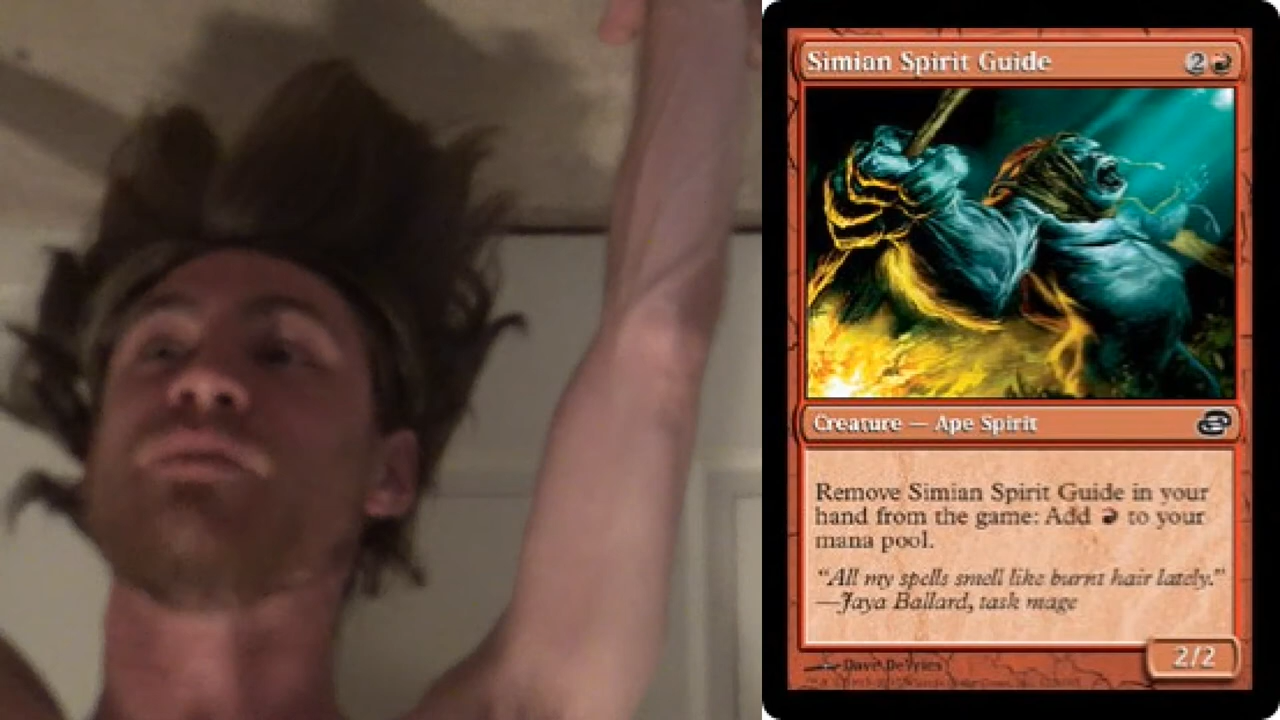 Simian Spirit Guide 2
Creature — Ape Spirit
Remove Simian Spirit Guide in your
hand from the game: Add to your
mana pool.
"All my spells smell like burnt hair lately."
—Jaya Ballard, task mage
2/2
Dave DeVries